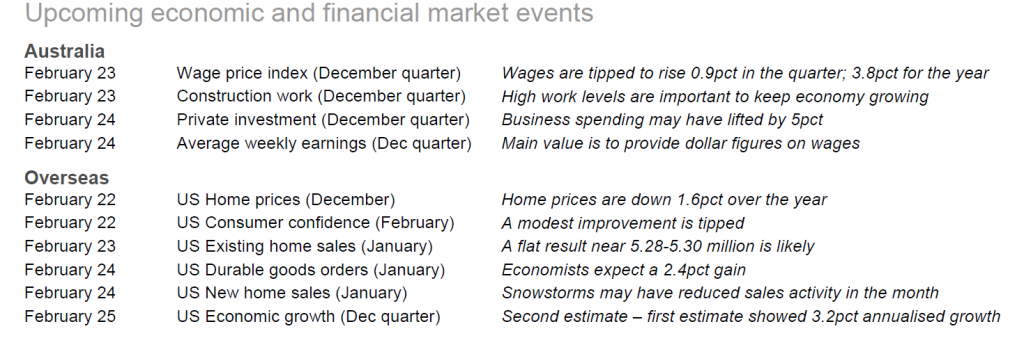 Upcoming economic and financial market events
Australia
February 23 Wage price index (December quarter) Wages are tipped to rise 0.9pct in the quarter; 3.8pct for the year
February 23 Construction work (December quarter) High work levels are important to keep economy growing
February 24 Private investment (December quarter) Business spending may have lifted by 5pct
February 24 Average weekly earnings (Dec quarter) Main value is to provide dollar figures on wages
Overseas
February 22 US Home prices (December) Home prices are down 1.6pct over the year
February 22 US Consumer confidence (February) A modest improvement is tipped
February 23 US Existing home sales (January) A flat result near 5.28-5.30 million is likely
February 24 US Durable goods orders (January) Economists expect a 2.4pct gain
February 24 US New home sales (January) Snowstorms may have reduced sales activity in the month
February 25 US Economic growth (Dec quarter) Second estimate – first estimate showed 3.2pct annualised growth